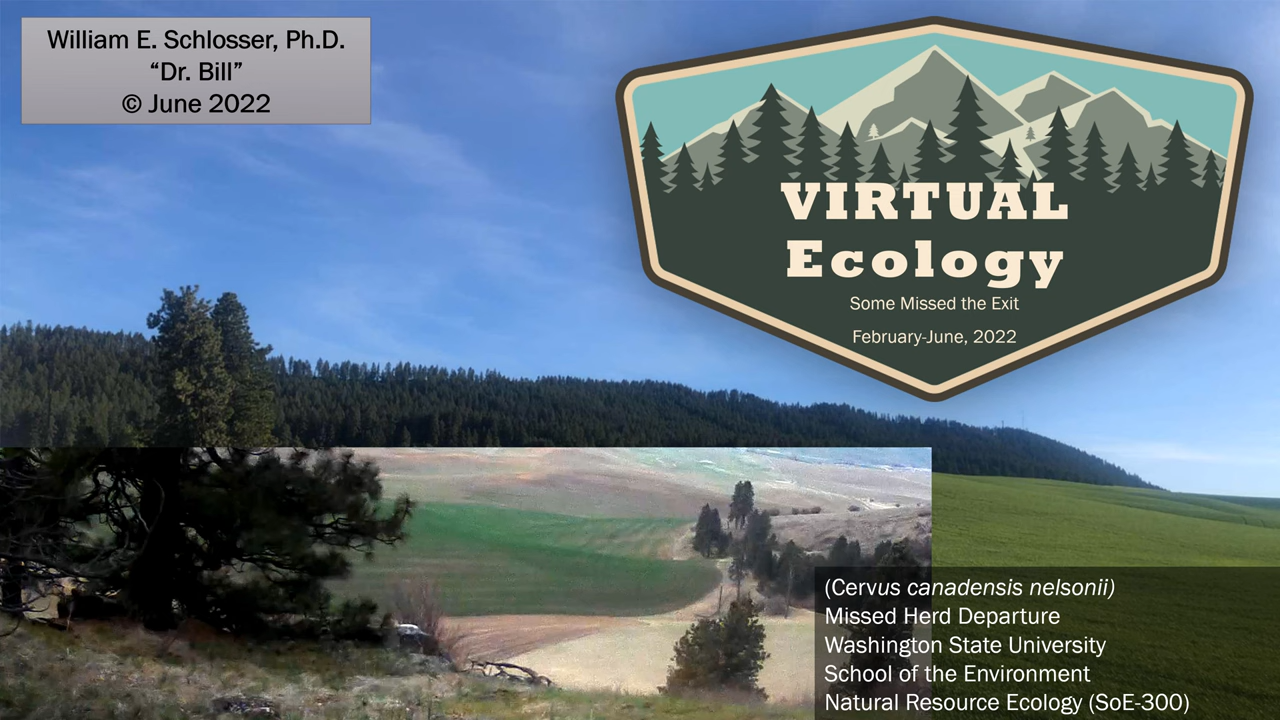 William E. Schlosser, Ph.D.
“Dr. Bill”
© June 2022
VIRTUAL
Ecology
Some Missed the Exit
February-June, 2022
(Cervus canadensis nelsonii)
Missed Herd Departure
Washington State University
School of the Environment
Natural Resource Ecology (SoE-300)